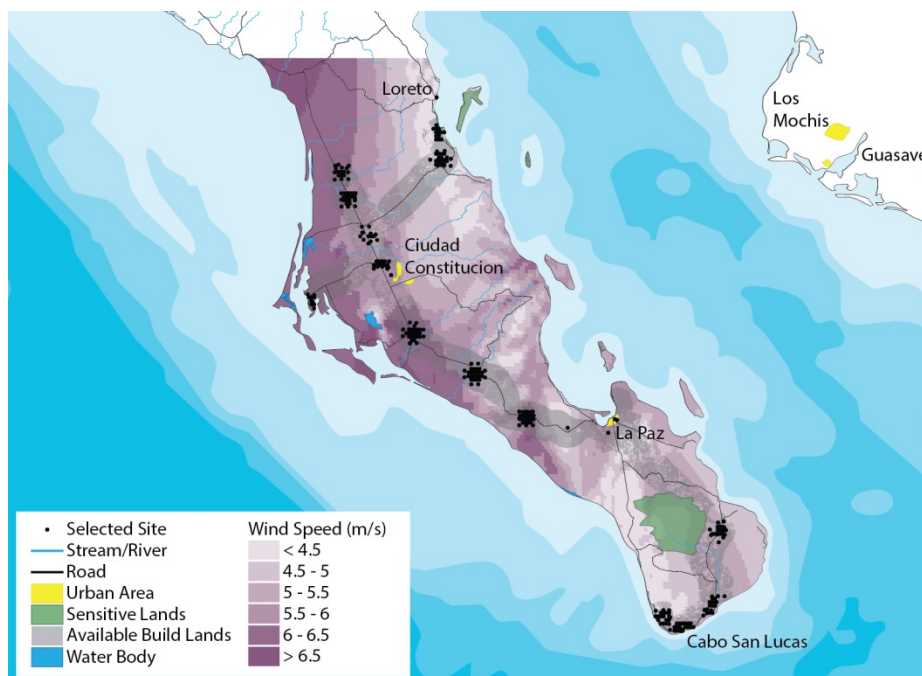 Loreto
Los
Mochis
Guasave
Ciudad
Constitucion
La Paz
Cabo San Lucas
Selected Site
Stream/River
Road
Urban Area
Sensitive Lands
Available Build Lands
Water Body
Wind Speed (m/s)
< 4.5
4.5 - 5
5 - 5.5
5.5 - 6
6 - 6.5
> 6.5